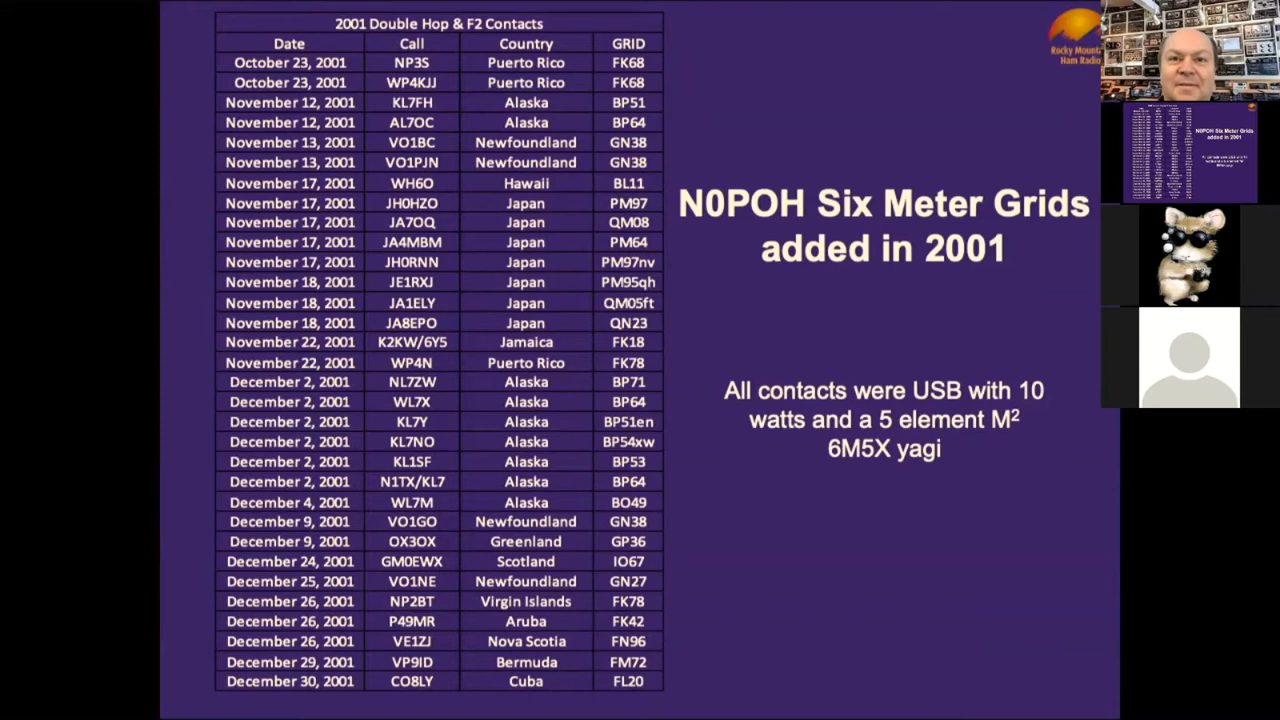 2001 Double Hop & F2 Contacts
Date Call Country GRID
October 23, 2001 NP3S Puerto Rico FK68
October 23, 2001 WP4KJJ Puerto Rico FK68
November 12, 2001 KL7FH Alaska BP51
November 12, 2001 AL7OC Alaska BP64
November 13, 2001 VO1BC Newfoundland GN38
November 13, 2001 VO1PJN Newfoundland GN38
November 17, 2001 WH6O Hawaii BL11
November 17, 2001 JH0HZO Japan PM97
November 17, 2001 JA7OQ Japan QM08
November 17, 2001 JA4MBM Japan PM64
November 17, 2001 JH0RNN Japan PM97nv
November 18, 2001 JE1RXJ Japan PM95qh
November 18, 2001 JA1ELY Japan QM05ft
November 18, 2001 JA8EPO Japan QN23
November 22, 2001 K2KW/6Y5 Jamaica FK18
November 22, 2001 WP4N Puerto Rico FK78
December 2, 2001 NL7ZW Alaska BP71
December 2, 2001 WL7X Alaska BP64
December 2, 2001 KL7Y Alaska BP51en
December 2, 2001 KL7NO Alaska BP54xw
December 2, 2001 KL1SF Alaska BP53
December 2, 2001 N1TX/KL7 Alaska BP64
December 4, 2001 WL7M Alaska BO49
December 9, 2001 VO1GO Newfoundland GN38
December 9, 2001 OX3OX Greenland GP36
December 24, 2001 GM0EWX Scotland IO67
December 25, 2001 VO1NE Newfoundland GN27
December 26, 2001 NP2BT Virgin Islands FK78
December 26, 2001 P49MR Aruba FK42
December 26, 2001 VE1ZJ Nova Scotia FN96
December 29, 2001 VP9ID Bermuda FM72
December 30, 2001 CO8LY Cuba FL20
N0POH Six Meter Grids
added in 2001
All contacts were USB with 10
watts and a 5 element M²
6M5X yagi
Rocky Mounta
Ham Radio
N0POH Six Meter Grids
added in 2001